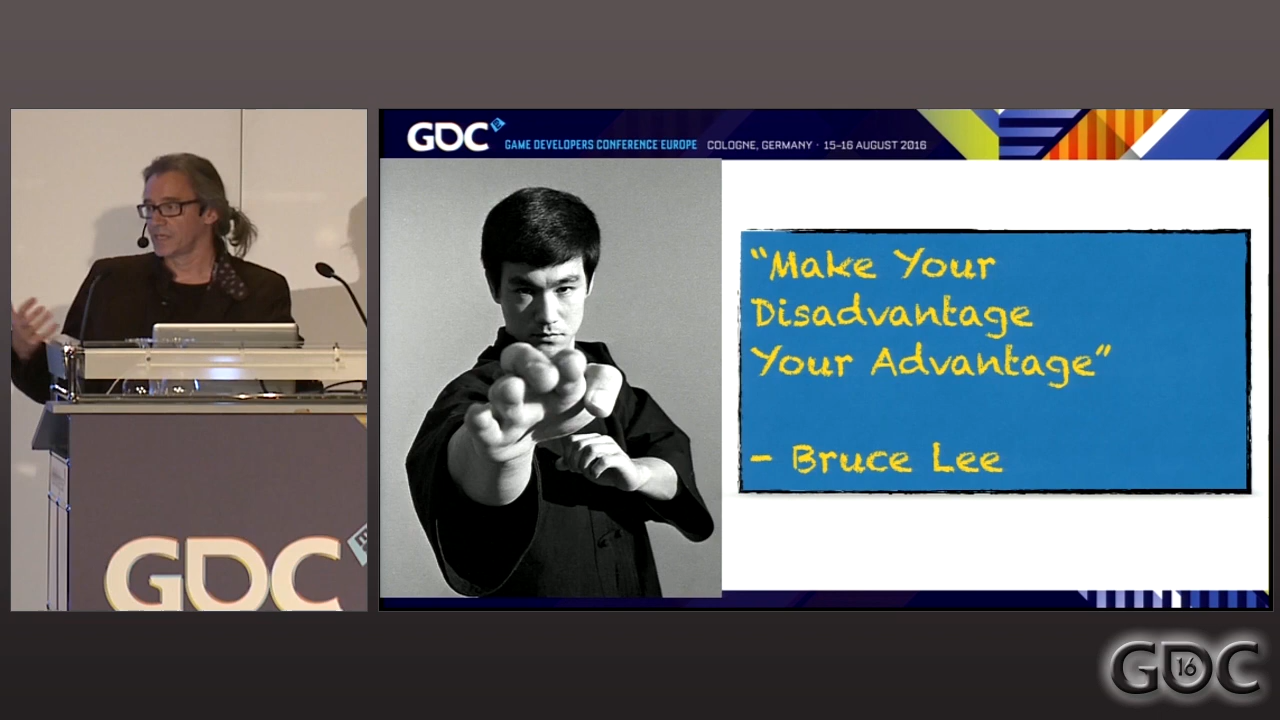 GDC
GAME DEVELOPERS CONFERENCE EUROPE COLOGNE, GERMANY · 15-16 AUGUST 2016
“Make Your
Disadvantage
Your Advantage”
- Bruce Lee
GDC
GDC 16